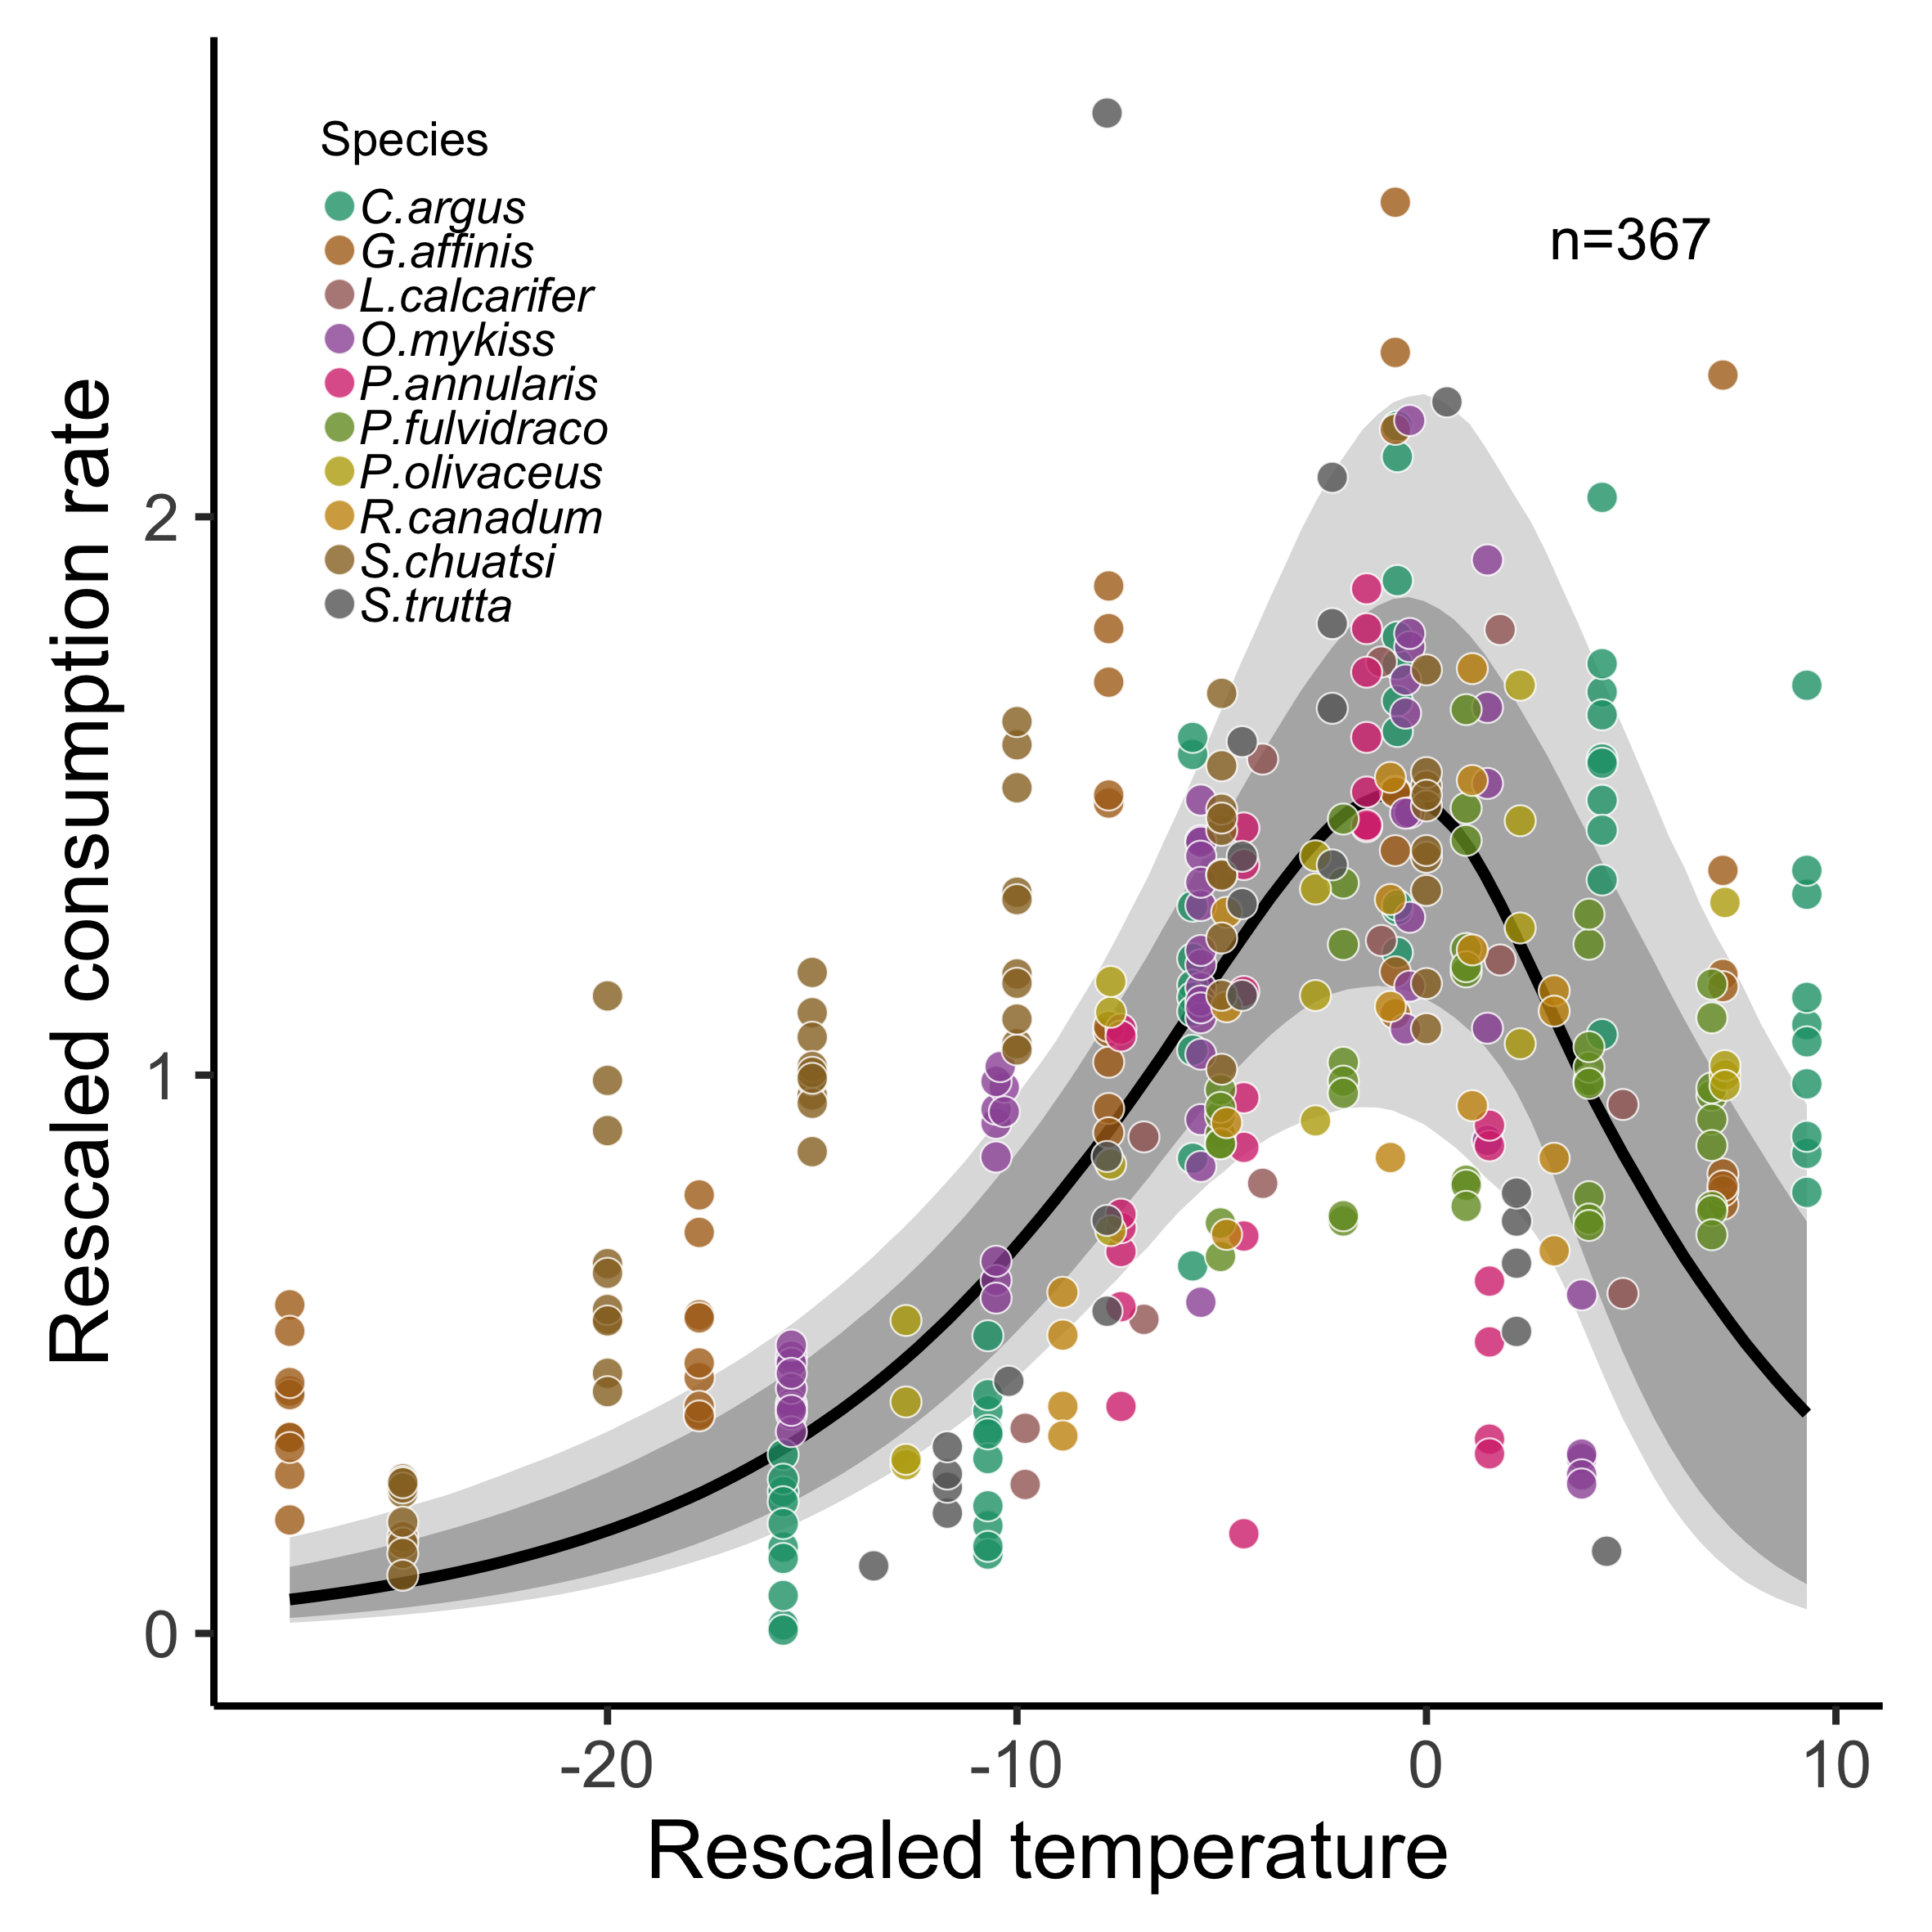 Species
C.argus
G.affinis
L.calcarifer
O.mykiss
P.annularis
P.fulvidraco
P.olivaceus
R.canadum
S.chuatsi
S.trutta
n=367
Rescaled consumption rate
2
1
0
-20 -10 0 10
Rescaled temperature